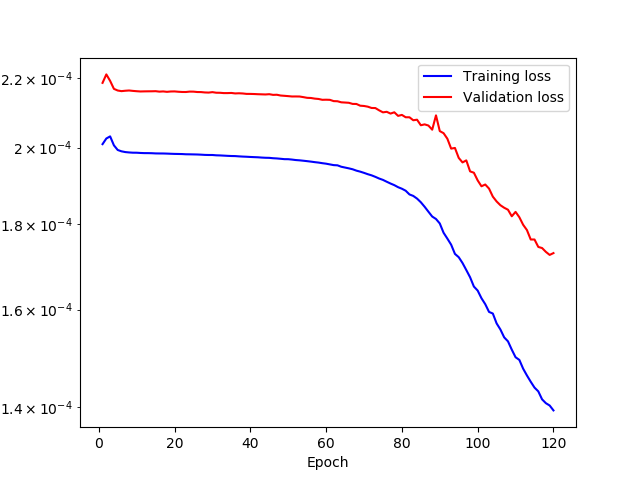 2.2 × 10⁻⁴
2 × 10⁻⁴
1.8 × 10⁻⁴
1.6 × 10⁻⁴
1.4 × 10⁻⁴
Training loss
Validation loss
0 20 40 60 80 100 120
Epoch